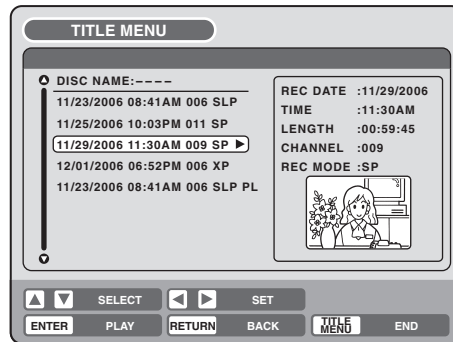 TITLE MENU
DISC NAME:----
11/23/2006 08:41AM 006 SLP
11/25/2006 10:03PM 011 SP
11/29/2006 11:30AM 009 SP ▶
12/01/2006 06:52PM 006 XP
11/23/2006 08:41AM 006 SLP PL
REC DATE :11/29/2006
TIME :11:30AM
LENGTH :00:59:45
CHANNEL :009
REC MODE :SP
▲ ▼ SELECT ◀ ▶ SET
ENTER PLAY RETURN BACK TITLE MENU END